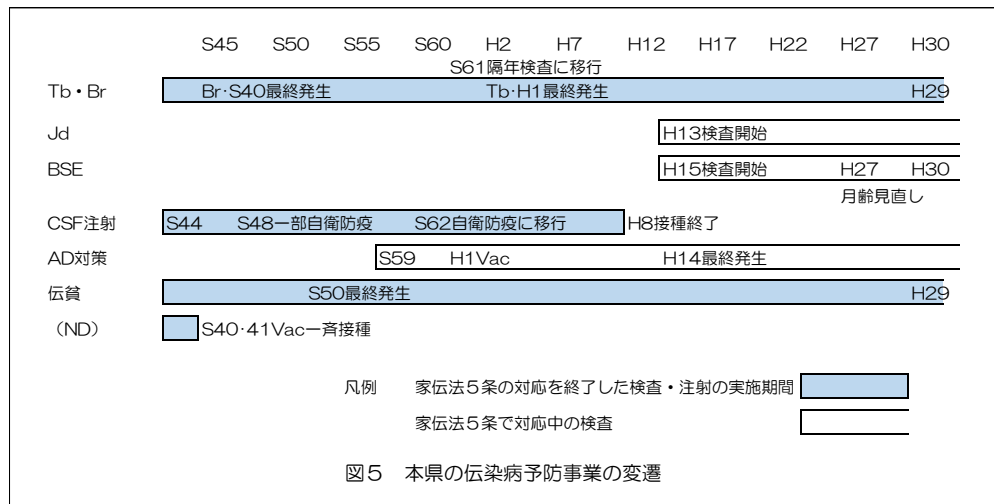 S45 S50 S55 S60 H2 H7 H12 H17 H22 H27 H30
S61隔年検査に移行
Tb・Br Br・S40最終発生 Tb・H1最終発生 H29
Jd H13検査開始
BSE H15検査開始 H27 H30
月齢見直し
CSF注射 S44 S48一部自衛防疫 S62自衛防疫に移行 H8接種終了
AD対策 S59 H1Vac H14最終発生
伝貧 S50最終発生 H29
(ND) S40・41Vac一斉接種
凡例 家伝法5条の対応を終了した検査・注射の実施期間
家伝法5条で対応中の検査
図5 本県の伝染病予防事業の変遷